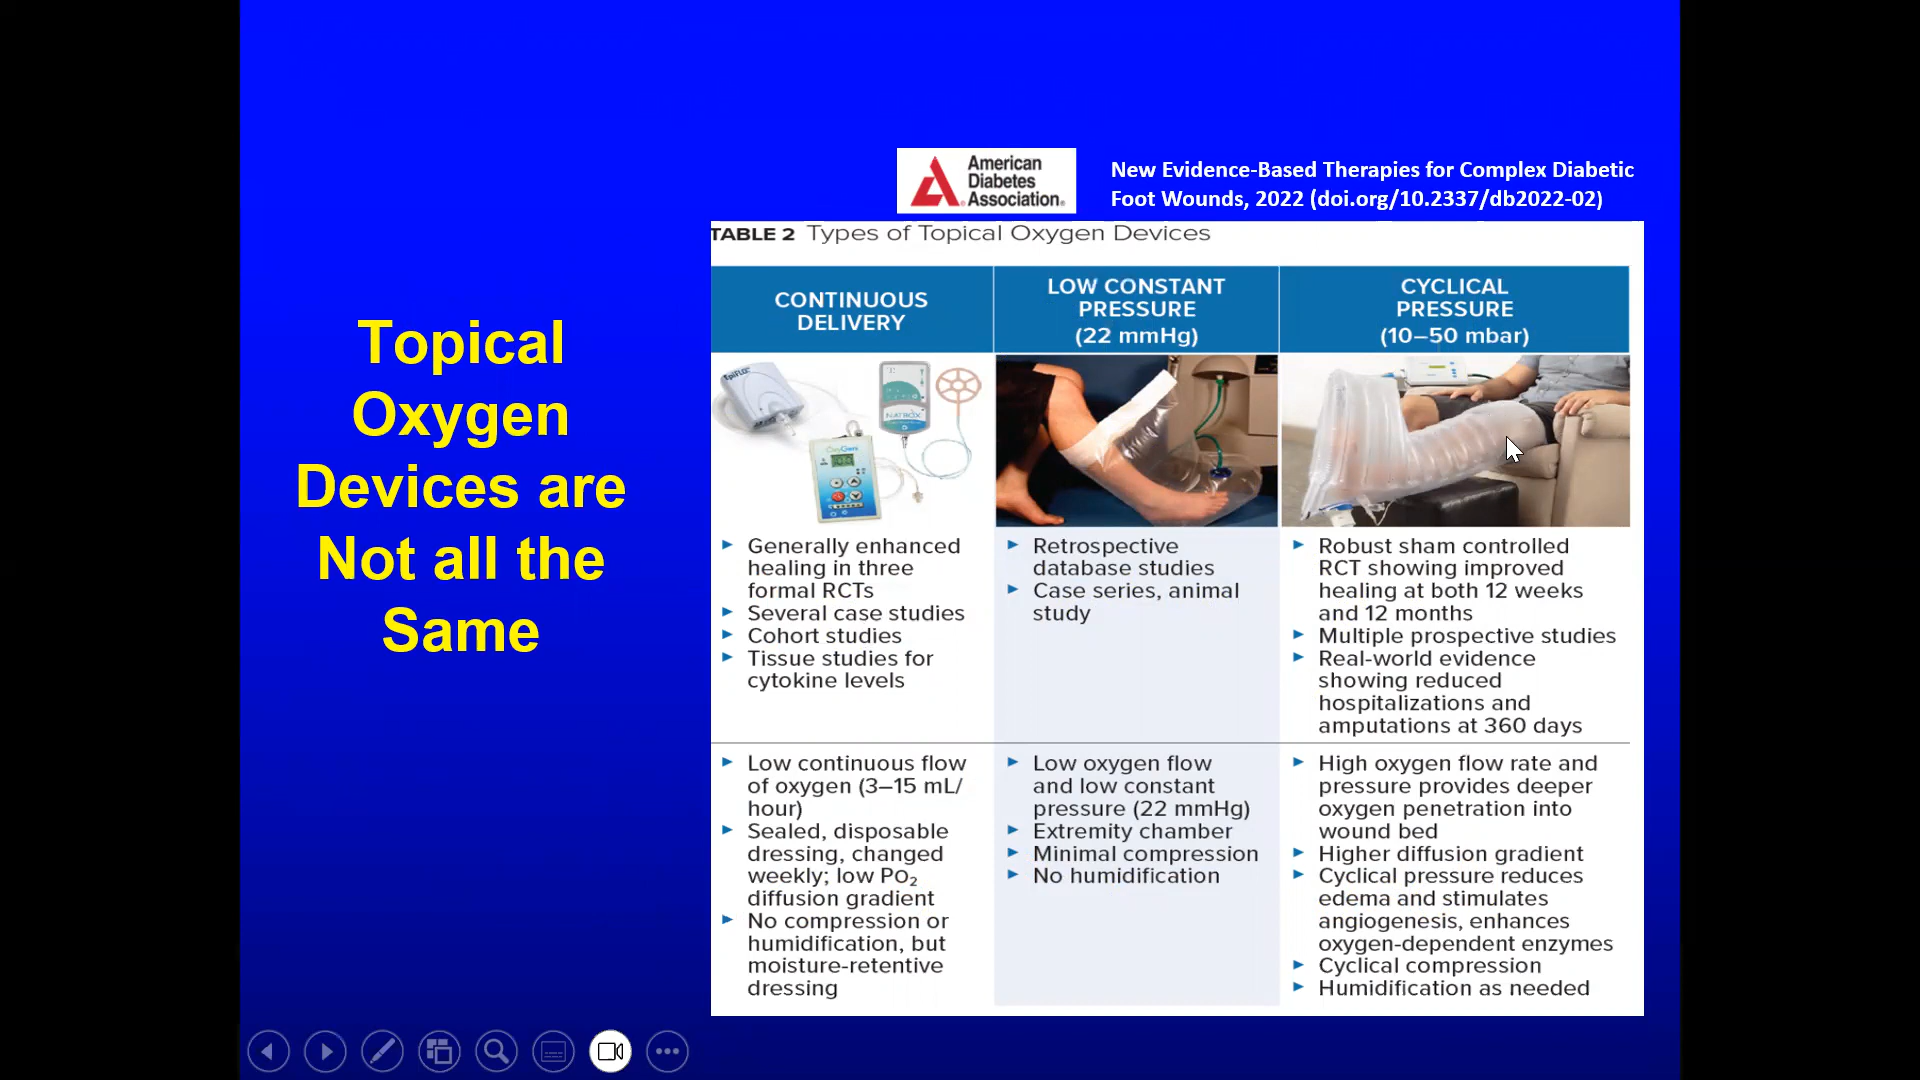 American
Diabetes
Association®
New Evidence-Based Therapies for Complex Diabetic
Foot Wounds, 2022 (doi.org/10.2337/db2022-02)
Topical
Oxygen
Devices are
Not all the
Same
TABLE 2 Types of Topical Oxygen Devices
CONTINUOUS
DELIVERY
LOW CONSTANT
PRESSURE
(22 mmHg)
CYCLICAL
PRESSURE
(10–50 mbar)
EpiFLO
NATROX
OxyGeni
► Generally enhanced
healing in three
formal RCTs
► Several case studies
► Cohort studies
► Tissue studies for
cytokine levels
► Retrospective
database studies
► Case series, animal
study
► Robust sham controlled
RCT showing improved
healing at both 12 weeks
and 12 months
► Multiple prospective studies
► Real-world evidence
showing reduced
hospitalizations and
amputations at 360 days
► Low continuous flow
of oxygen (3–15 mL/
hour)
► Sealed, disposable
dressing, changed
weekly; low PO₂
diffusion gradient
► No compression or
humidification, but
moisture-retentive
dressing
► Low oxygen flow
and low constant
pressure (22 mmHg)
► Extremity chamber
► Minimal compression
► No humidification
► High oxygen flow rate and
pressure provides deeper
oxygen penetration into
wound bed
► Higher diffusion gradient
► Cyclical pressure reduces
edema and stimulates
angiogenesis, enhances
oxygen-dependent enzymes
► Cyclical compression
► Humidification as needed